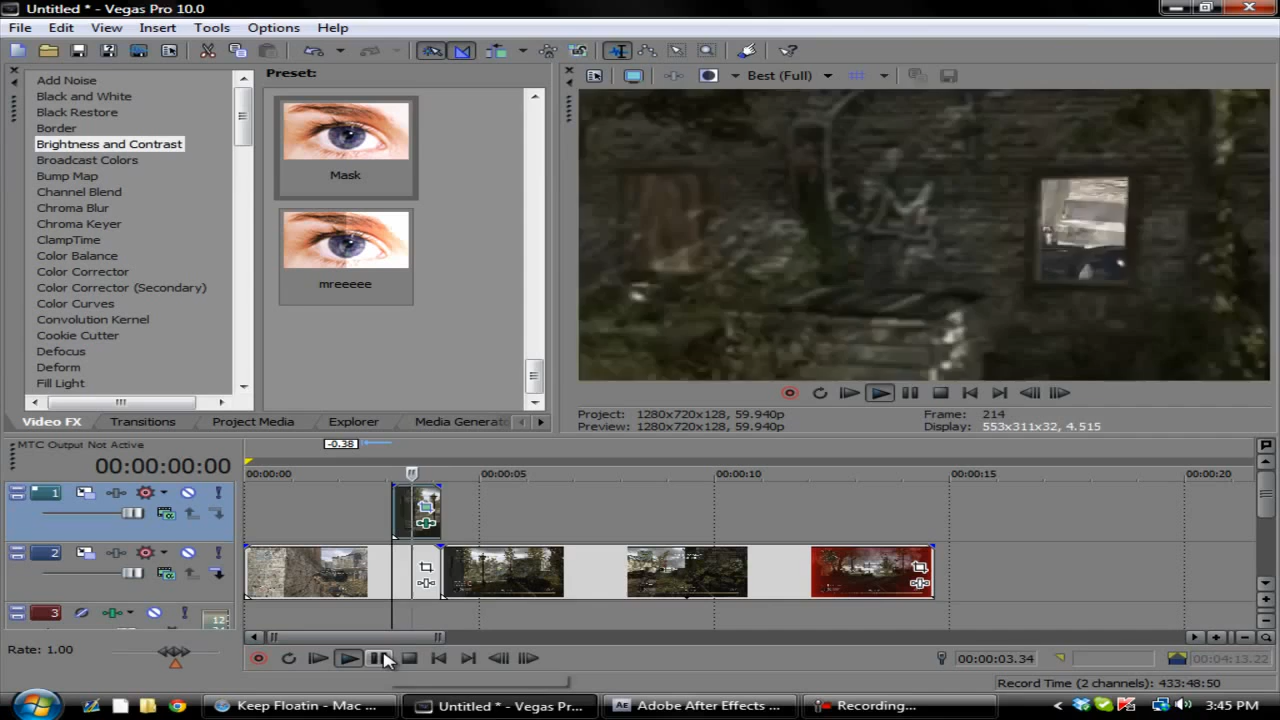 Untitled * - Vegas Pro 10.0
File Edit View Insert Tools Options Help
Add Noise
Black and White
Black Restore
Border
Brightness and Contrast
Broadcast Colors
Bump Map
Channel Blend
Chroma Blur
Chroma Keyer
ClampTime
Color Balance
Color Corrector
Color Corrector (Secondary)
Color Curves
Convolution Kernel
Cookie Cutter
Defocus
Deform
Fill Light
Preset:
Mask
mreeeee
Best (Full)
Video FX Transitions Project Media Explorer Media Generato
Project: 1280x720x128, 59.940p Frame: 214
Preview: 1280x720x128, 59.940p Display: 553x311x32, 4.515
MTC Output Not Active
-0.38
00:00:00:00
00:00:00 00:00:05 00:00:10 00:00:15 00:00:20
1
2
3
12
Rate: 1.00
00:00:03.34 00:04:13.22
Record Time (2 channels): 433:48:50
Keep Floatin - Mac ... Untitled * - Vegas Pr... AE Adobe After Effects ... Recording... 3:45 PM